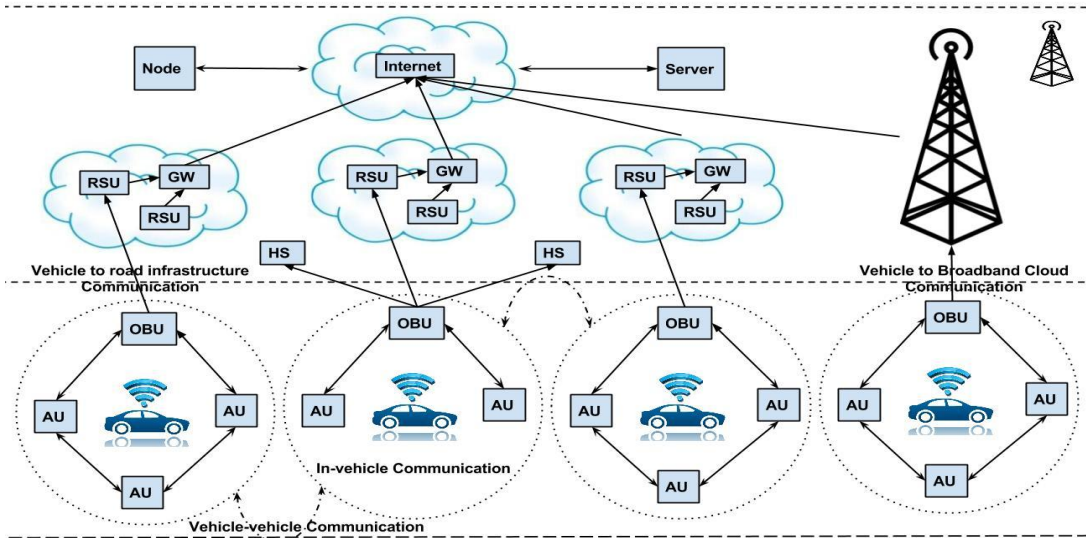 Node
Internet
Server
RSU
GW
RSU
RSU
GW
RSU
RSU
GW
RSU
HS
HS
Vehicle to road infrastructure
Communication
Vehicle to Broadband Cloud
Communication
OBU
OBU
OBU
OBU
AU
AU
AU
AU
AU
AU
AU
AU
In-vehicle Communication
AU
AU
AU
Vehicle-vehicle Communication